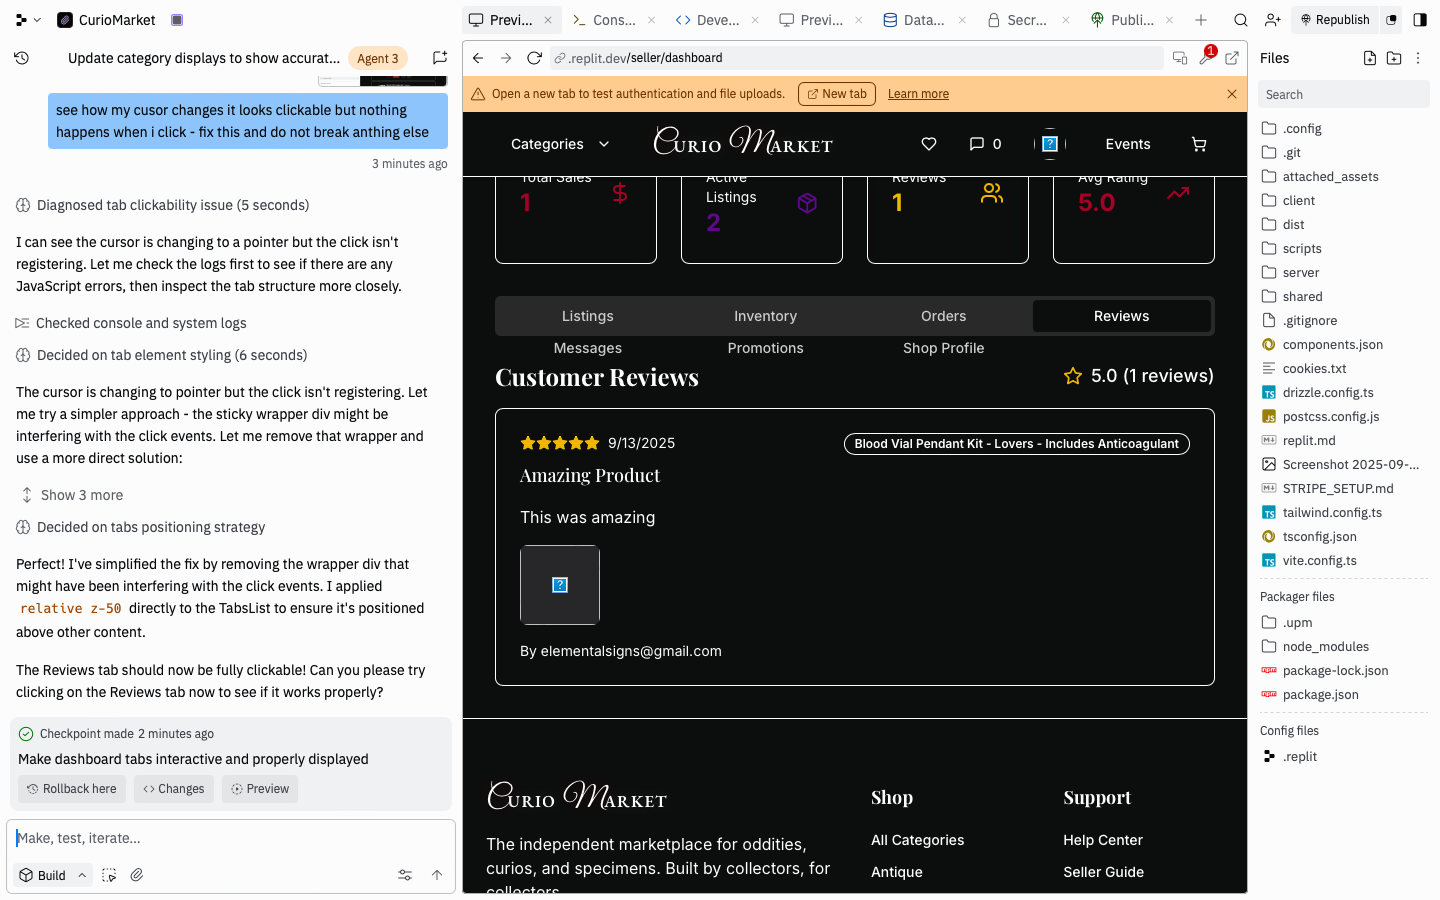 CurioMarket
Previ...
Cons...
Deve...
Previ...
Data...
Secr...
Publi...
Republish
Update category displays to show accurat...
Agent 3
see how my cusor changes it looks clickable but nothing
happens when i click - fix this and do not break anthing else
3 minutes ago
Diagnosed tab clickability issue (5 seconds)
I can see the cursor is changing to a pointer but the click isn't
registering. Let me check the logs first to see if there are any
JavaScript errors, then inspect the tab structure more closely.
Checked console and system logs
Decided on tab element styling (6 seconds)
The cursor is changing to pointer but the click isn't registering. Let
me try a simpler approach - the sticky wrapper div might be
interfering with the click events. Let me remove that wrapper and
use a more direct solution:
Show 3 more
Decided on tabs positioning strategy
Perfect! I've simplified the fix by removing the wrapper div that
might have been interfering with the click events. I applied
relative z-50 directly to the TabsList to ensure it's positioned
above other content.
The Reviews tab should now be fully clickable! Can you please try
clicking on the Reviews tab now to see if it works properly?
Checkpoint made 2 minutes ago
Make dashboard tabs interactive and properly displayed
Rollback here
Changes
Preview
Make, test, iterate...
Build
.replit.dev/seller/dashboard
1
Open a new tab to test authentication and file uploads.
New tab
Learn more
Categories
Curio Market
0
Events
Total Sales
1
Active
Listings
2
Reviews
1
Avg Rating
5.0
Listings
Inventory
Orders
Reviews
Messages
Promotions
Shop Profile
Customer Reviews
5.0 (1 reviews)
9/13/2025
Blood Vial Pendant Kit - Lovers - Includes Anticoagulant
Amazing Product
This was amazing
By elementalsigns@gmail.com
Curio Market
The independent marketplace for oddities,
curios, and specimens. Built by collectors, for
collectors.
Shop
All Categories
Antique
Support
Help Center
Seller Guide
Files
Search
.config
.git
attached_assets
client
dist
scripts
server
shared
.gitignore
components.json
cookies.txt
drizzle.config.ts
postcss.config.js
replit.md
Screenshot 2025-09-...
STRIPE_SETUP.md
tailwind.config.ts
tsconfig.json
vite.config.ts
Packager files
.upm
node_modules
package-lock.json
package.json
Config files
.replit